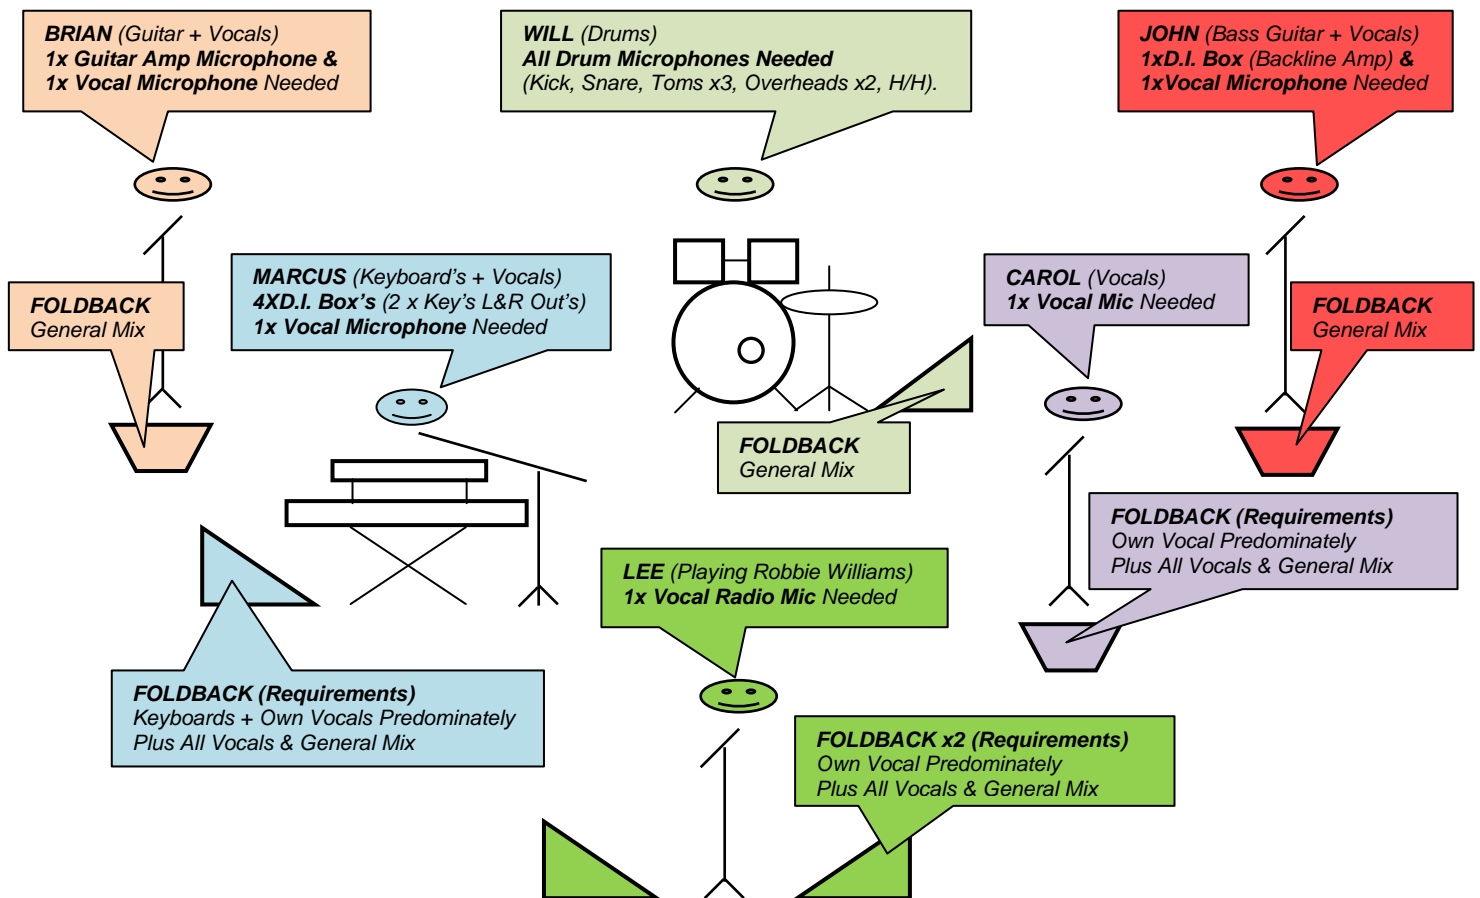 BRIAN (Guitar + Vocals)
1x Guitar Amp Microphone &
1x Vocal Microphone Needed
WILL (Drums)
All Drum Microphones Needed
(Kick, Snare, Toms x3, Overheads x2, H/H).
JOHN (Bass Guitar + Vocals)
1xD.I. Box (Backline Amp) &
1xVocal Microphone Needed
MARCUS (Keyboard's + Vocals)
4XD.I. Box's (2 x Key's L&R Out's)
1x Vocal Microphone Needed
CAROL (Vocals)
1x Vocal Mic Needed
FOLDBACK
General Mix
FOLDBACK
General Mix
FOLDBACK
General Mix
FOLDBACK (Requirements)
Own Vocal Predominately
Plus All Vocals & General Mix
LEE (Playing Robbie Williams)
1x Vocal Radio Mic Needed
FOLDBACK (Requirements)
Keyboards + Own Vocals Predominately
Plus All Vocals & General Mix
FOLDBACK x2 (Requirements)
Own Vocal Predominately
Plus All Vocals & General Mix